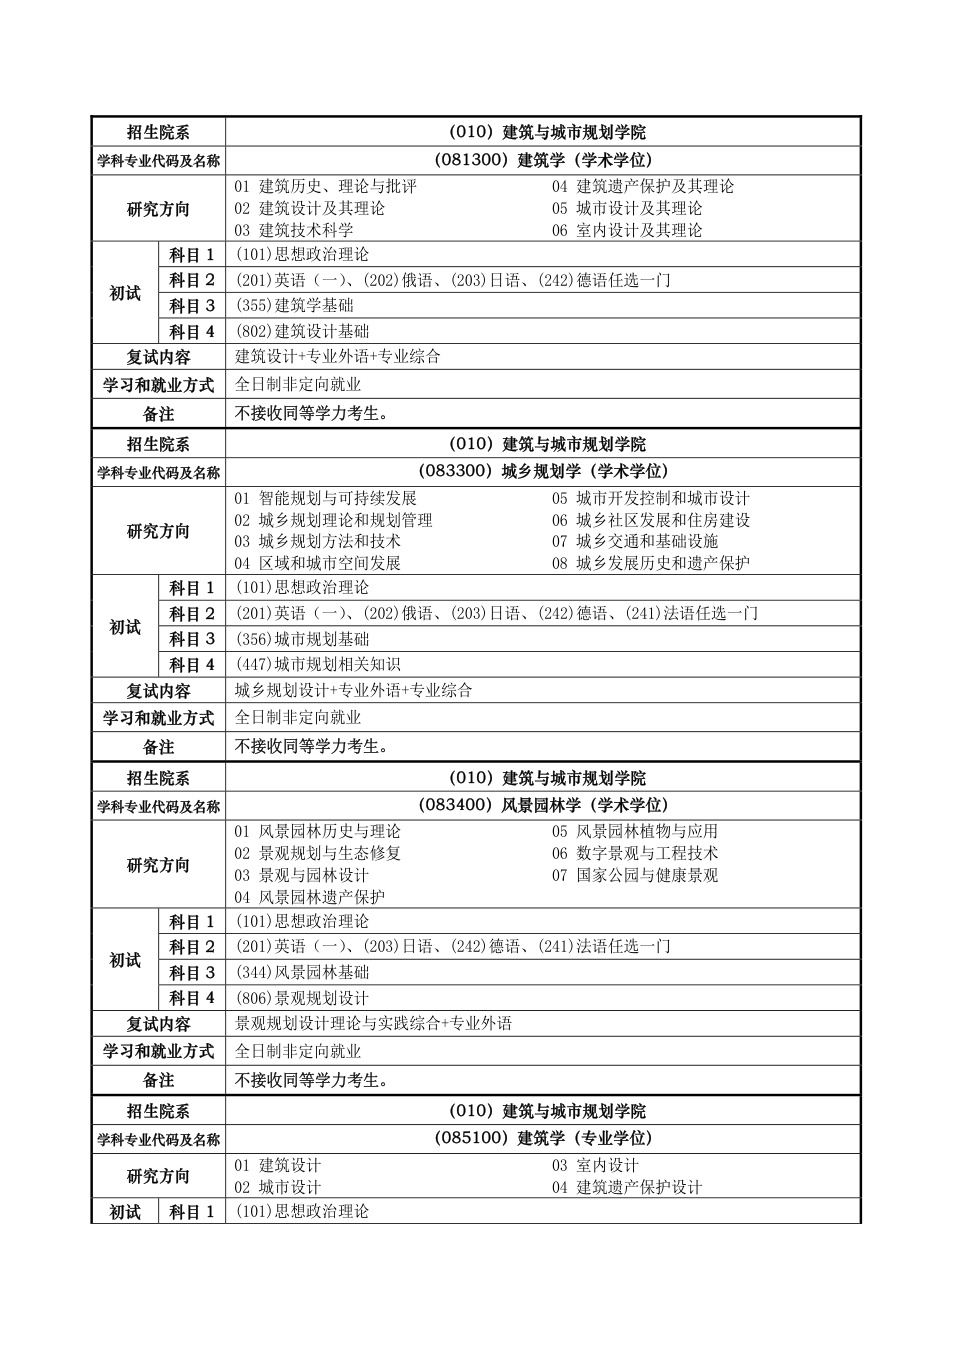 招生院系 （010）建筑与城市规划学院
学科专业代码及名称 （081300）建筑学（学术学位）
研究方向
01 建筑历史、理论与批评 04 建筑遗产保护及其理论
02 建筑设计及其理论 05 城市设计及其理论
03 建筑技术科学 06 室内设计及其理论
初试
科目 1 (101)思想政治理论
科目 2 (201)英语（一）、(202)俄语、(203)日语、(242)德语任选一门
科目 3 (355)建筑学基础
科目 4 (802)建筑设计基础
复试内容 建筑设计+专业外语+专业综合
学习和就业方式 全日制非定向就业
备注 不接收同等学力考生。
招生院系 （010）建筑与城市规划学院
学科专业代码及名称 （083300）城乡规划学（学术学位）
研究方向
01 智能规划与可持续发展 05 城市开发控制和城市设计
02 城乡规划理论和规划管理 06 城乡社区发展和住房建设
03 城乡规划方法和技术 07 城乡交通和基础设施
04 区域和城市空间发展 08 城乡发展历史和遗产保护
初试
科目 1 (101)思想政治理论
科目 2 (201)英语（一）、(202)俄语、(203)日语、(242)德语、(241)法语任选一门
科目 3 (356)城市规划基础
科目 4 (447)城市规划相关知识
复试内容 城乡规划设计+专业外语+专业综合
学习和就业方式 全日制非定向就业
备注 不接收同等学力考生。
招生院系 （010）建筑与城市规划学院
学科专业代码及名称 （083400）风景园林学（学术学位）
研究方向
01 风景园林历史与理论 05 风景园林植物与应用
02 景观规划与生态修复 06 数字景观与工程技术
03 景观与园林设计 07 国家公园与健康景观
04 风景园林遗产保护
初试
科目 1 (101)思想政治理论
科目 2 (201)英语（一）、(203)日语、(242)德语、(241)法语任选一门
科目 3 (344)风景园林基础
科目 4 (806)景观规划设计
复试内容 景观规划设计理论与实践综合+专业外语
学习和就业方式 全日制非定向就业
备注 不接收同等学力考生。
招生院系 （010）建筑与城市规划学院
学科专业代码及名称 （085100）建筑学（专业学位）
研究方向
01 建筑设计 03 室内设计
02 城市设计 04 建筑遗产保护设计
初试 科目 1 (101)思想政治理论